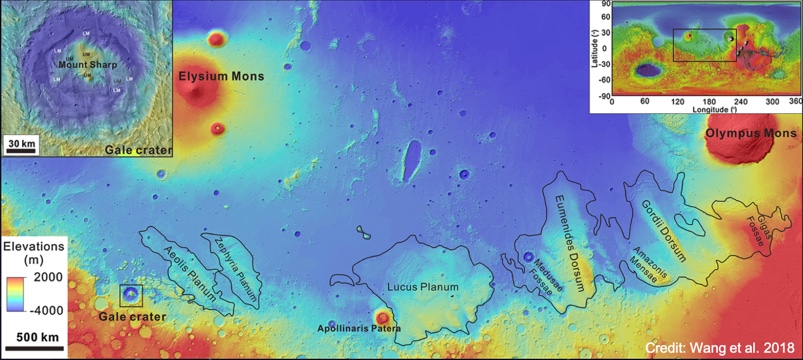 LM
LM
UM
UM
Mount Sharp
UM
LM
LM
LM
30 km
Gale crater
Elysium Mons
90
60
30
0
-30
-60
-90
Latitude (°)
0
60
120
180
240
300
360
Longitude (°)
Olympus Mons
Elevations
(m)
2000
-4000
500 km
Gale crater
Aeolis Planum
Zephyria Planum
Lucus Planum
Apollinaris Patera
Medusae
Fossae
Eumenides Dorsum
Gordii Dorsum
Amazonis
Mensae
Gigas
Fossae
Credit: Wang et al. 2018